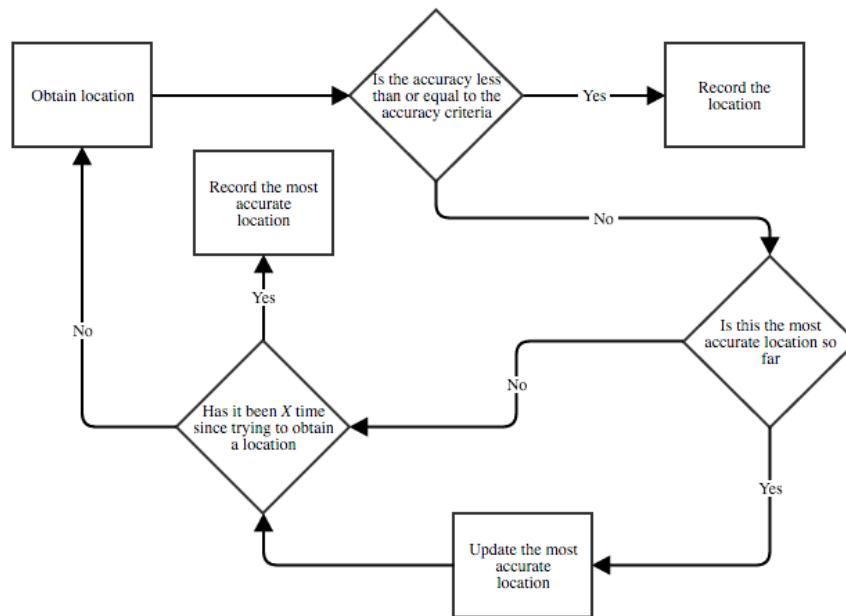 Obtain location
Is the accuracy less
than or equal to the
accuracy criteria
Yes
Record the
location
Record the most
accurate
location
No
Yes
No
Is this the most
accurate location so
far
No
Has it been X time
since trying to obtain
a location
Yes
Update the most
accurate
location